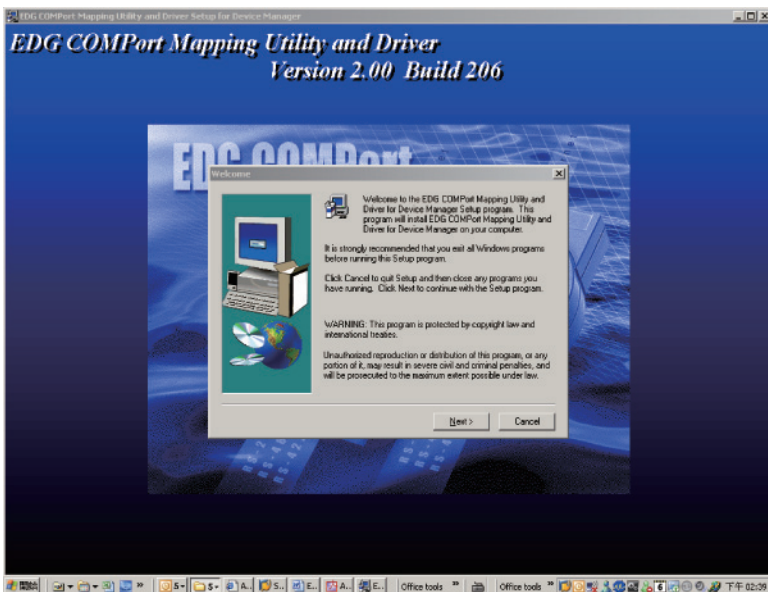 EDG COMPort Mapping Utility and Driver Setup for Device Manager
EDG COMPort Mapping Utility and Driver
Version 2.00 Build 206
EDG COMPort
Welcome
Welcome to the EDG COMPort Mapping Utility and
Driver for Device Manager Setup program. This
program will install EDG COMPort Mapping Utility and
Driver for Device Manager on your computer.
It is strongly recommended that you exit all Windows programs
before running this Setup program.
Click Cancel to quit Setup and then close any programs you
have running. Click Next to continue with the Setup program.
WARNING: This program is protected by copyright law and
international treaties.
Unauthorized reproduction or distribution of this program, or any
portion of it, may result in severe civil and criminal penalties, and
will be prosecuted to the maximum extent possible under law.
Next > Cancel
開始 » S A.. S.. E.. A.. E.. Office tools » Office tools » 下午 02:39